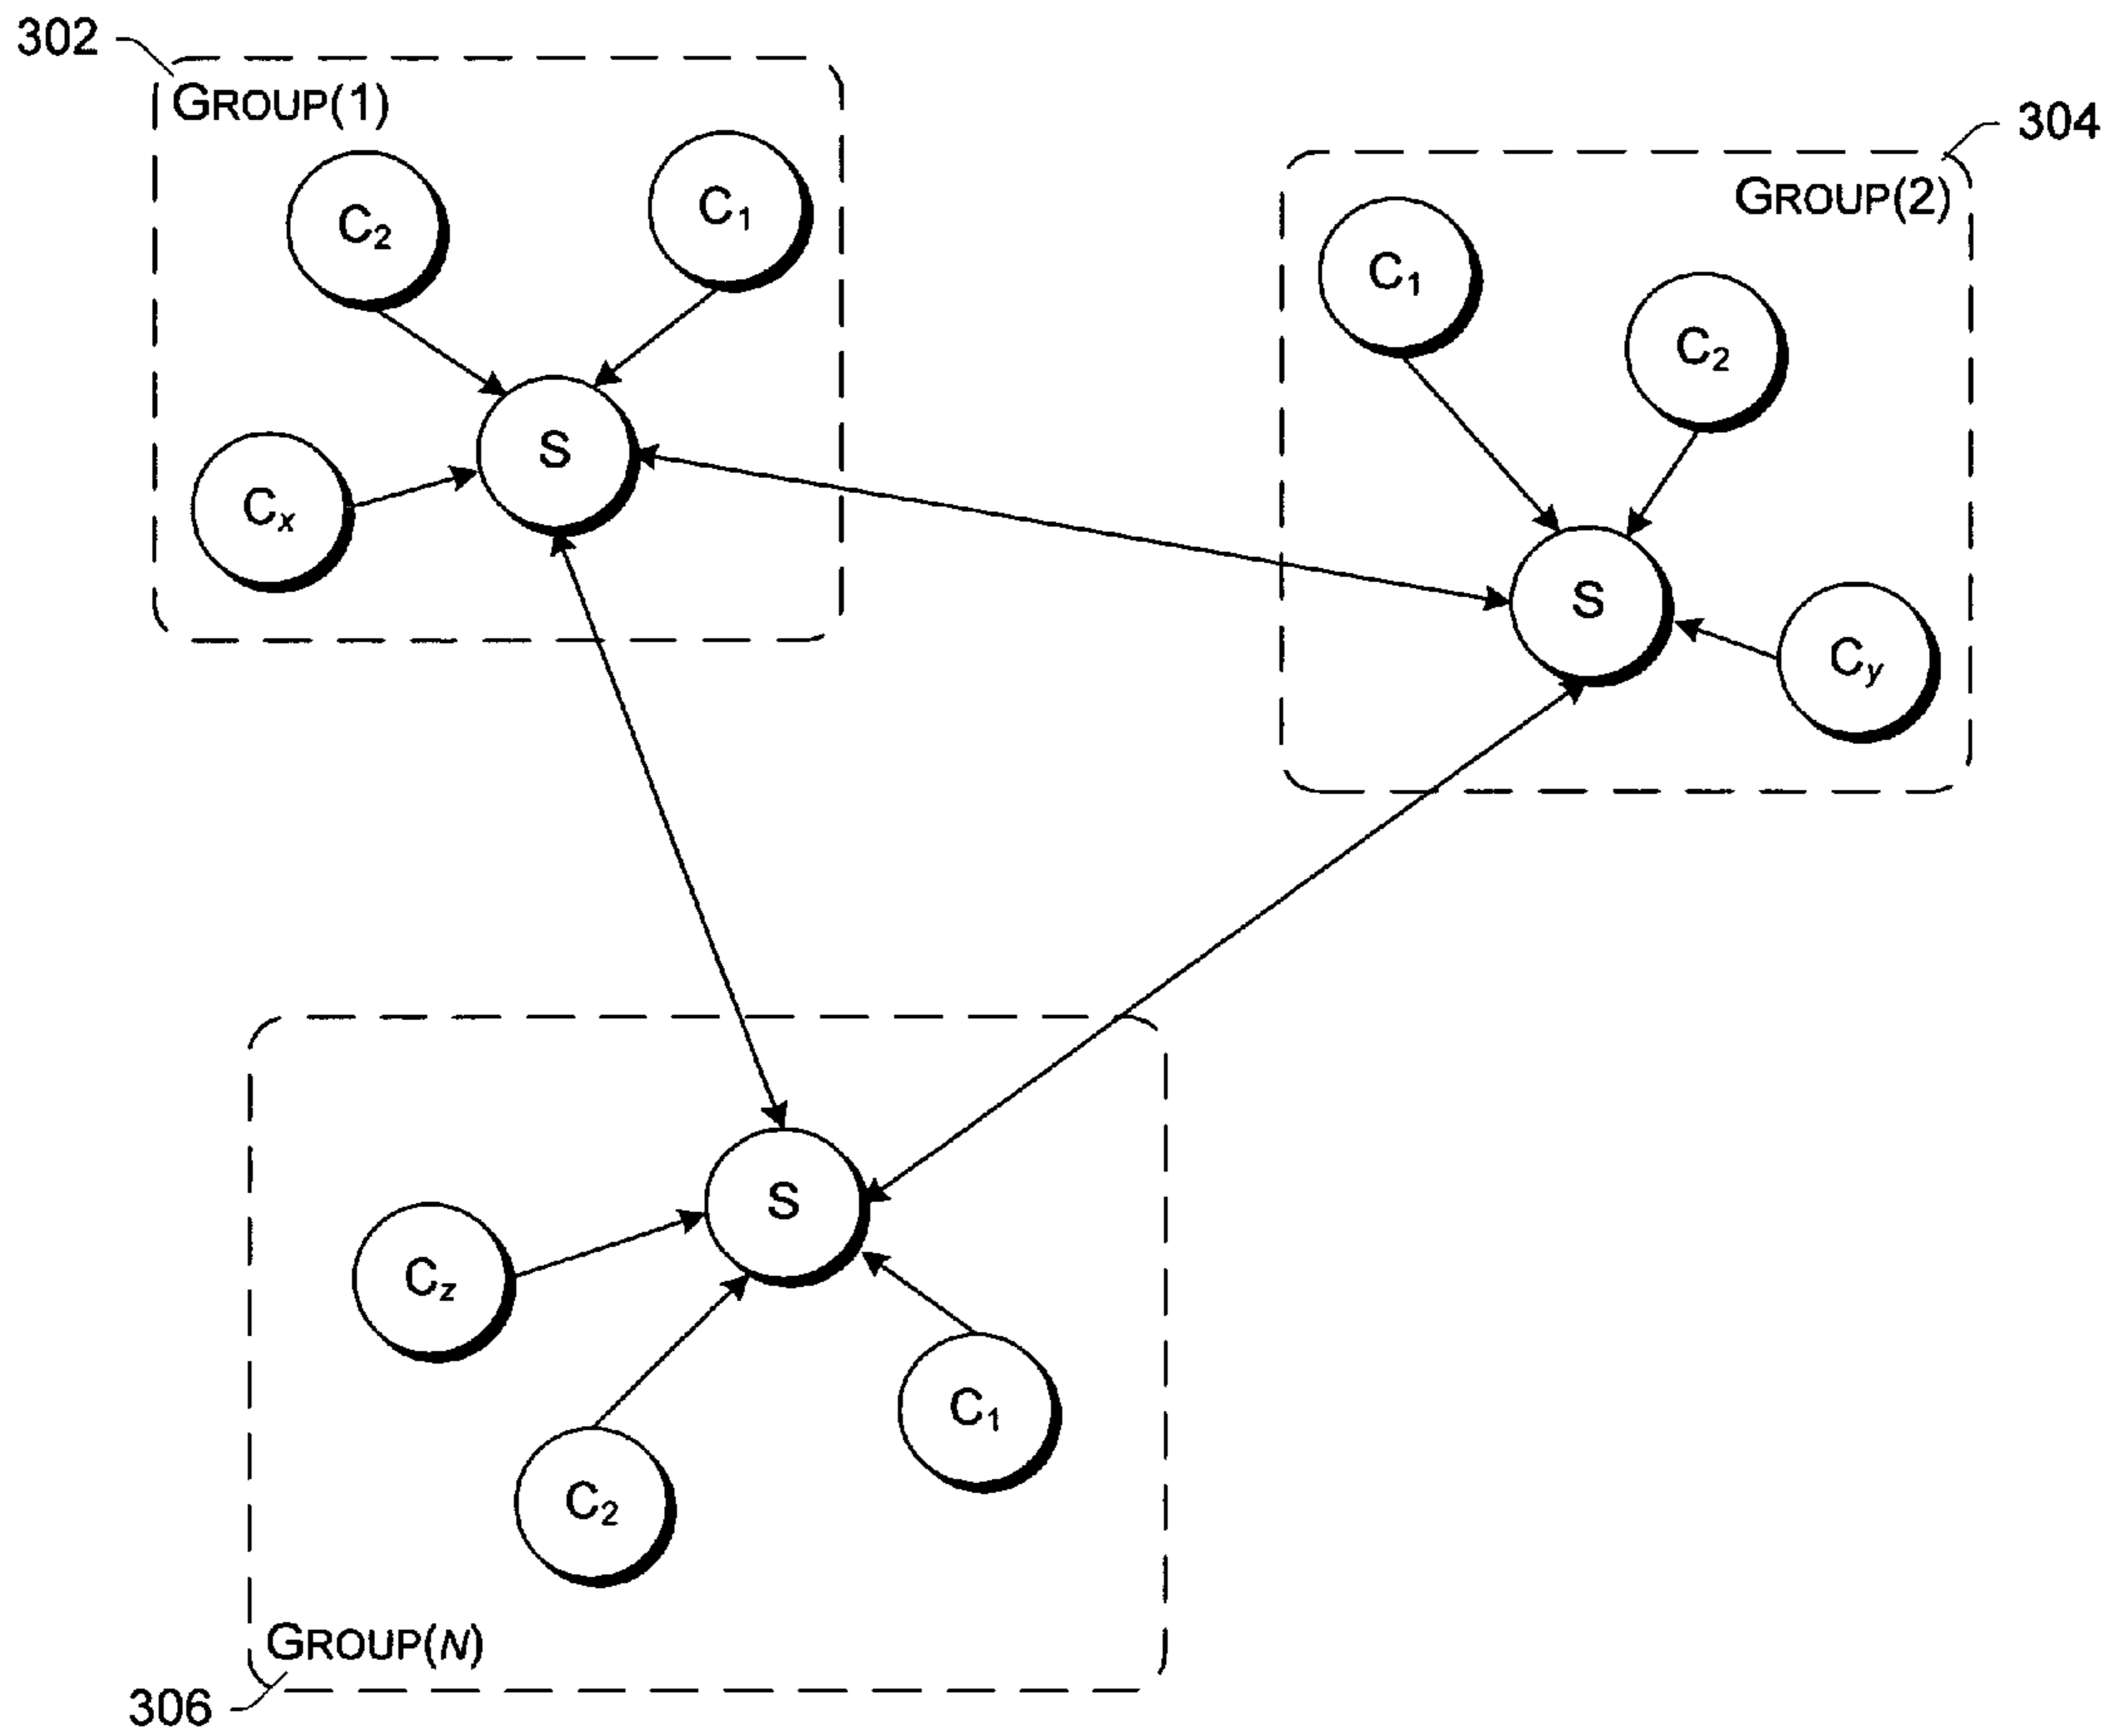 302
GROUP(1)
C2
C1
S
Cx
304
GROUP(2)
C1
C2
S
Cy
S
Cz
C1
C2
GROUP(N)
306